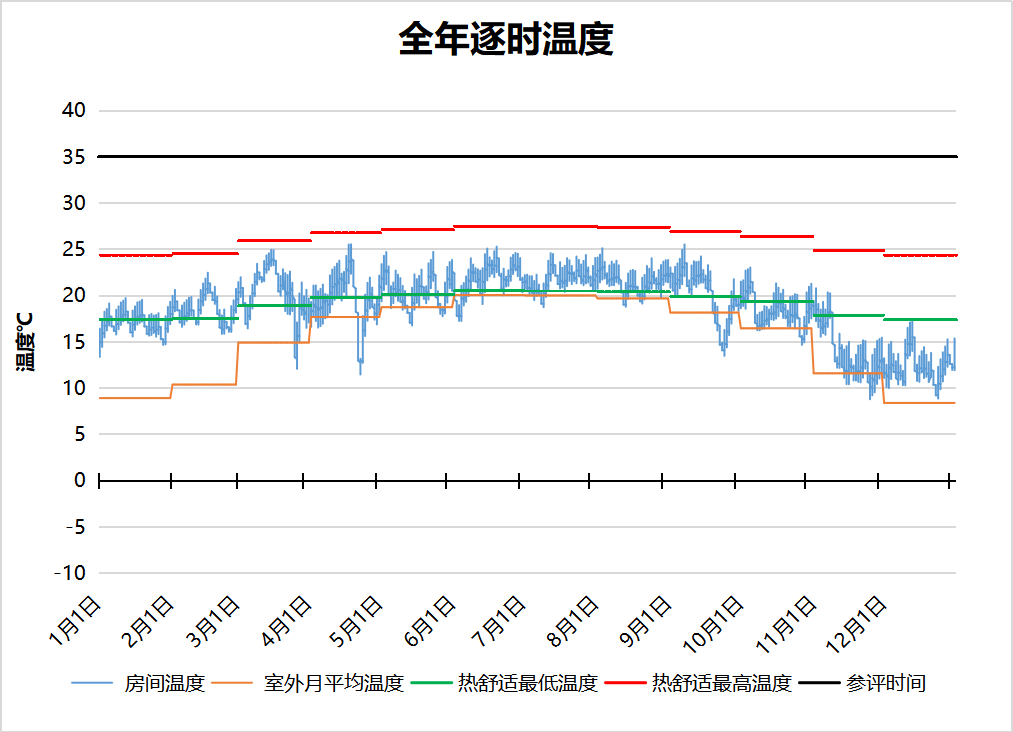 全年逐时温度
40
35
30
25
20
15
10
5
0
-5
-10
温度℃
1月1日
2月1日
3月1日
4月1日
5月1日
6月1日
7月1日
8月1日
9月1日
10月1日
11月1日
12月1日
房间温度 室外月平均温度 热舒适最低温度 热舒适最高温度 参评时间